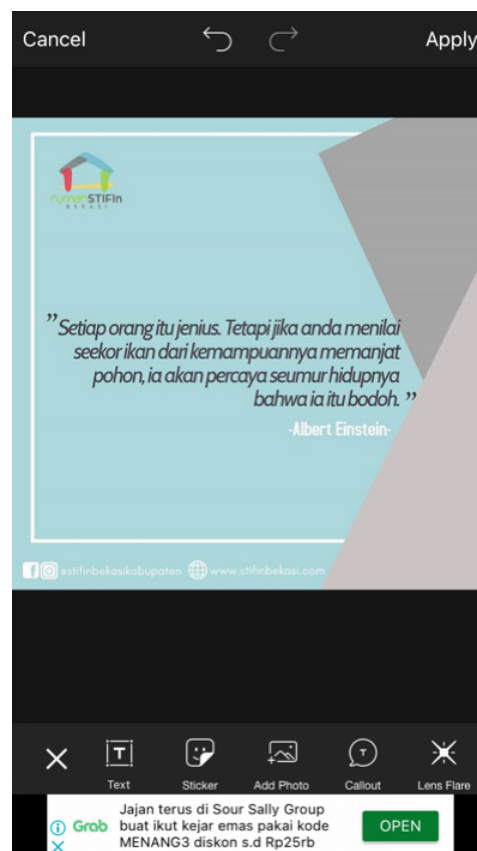 Cancel
Apply
rumahSTIFIn
BEKASI
"Setiap orang itu jenius. Tetapi jika anda menilai
seekor ikan dari kemampuannya memanjat
pohon, ia akan percaya seumur hidupnya
bahwa ia itu bodoh. "
-Albert Einstein-
@stifinbekasikabupaten www.stifinbekasi.com
Text Sticker Add Photo Callout Lens Flare
Grab
Jajan terus di Sour Sally Group
buat ikut kejar emas pakai kode
MENANG3 diskon s.d Rp25rb
OPEN